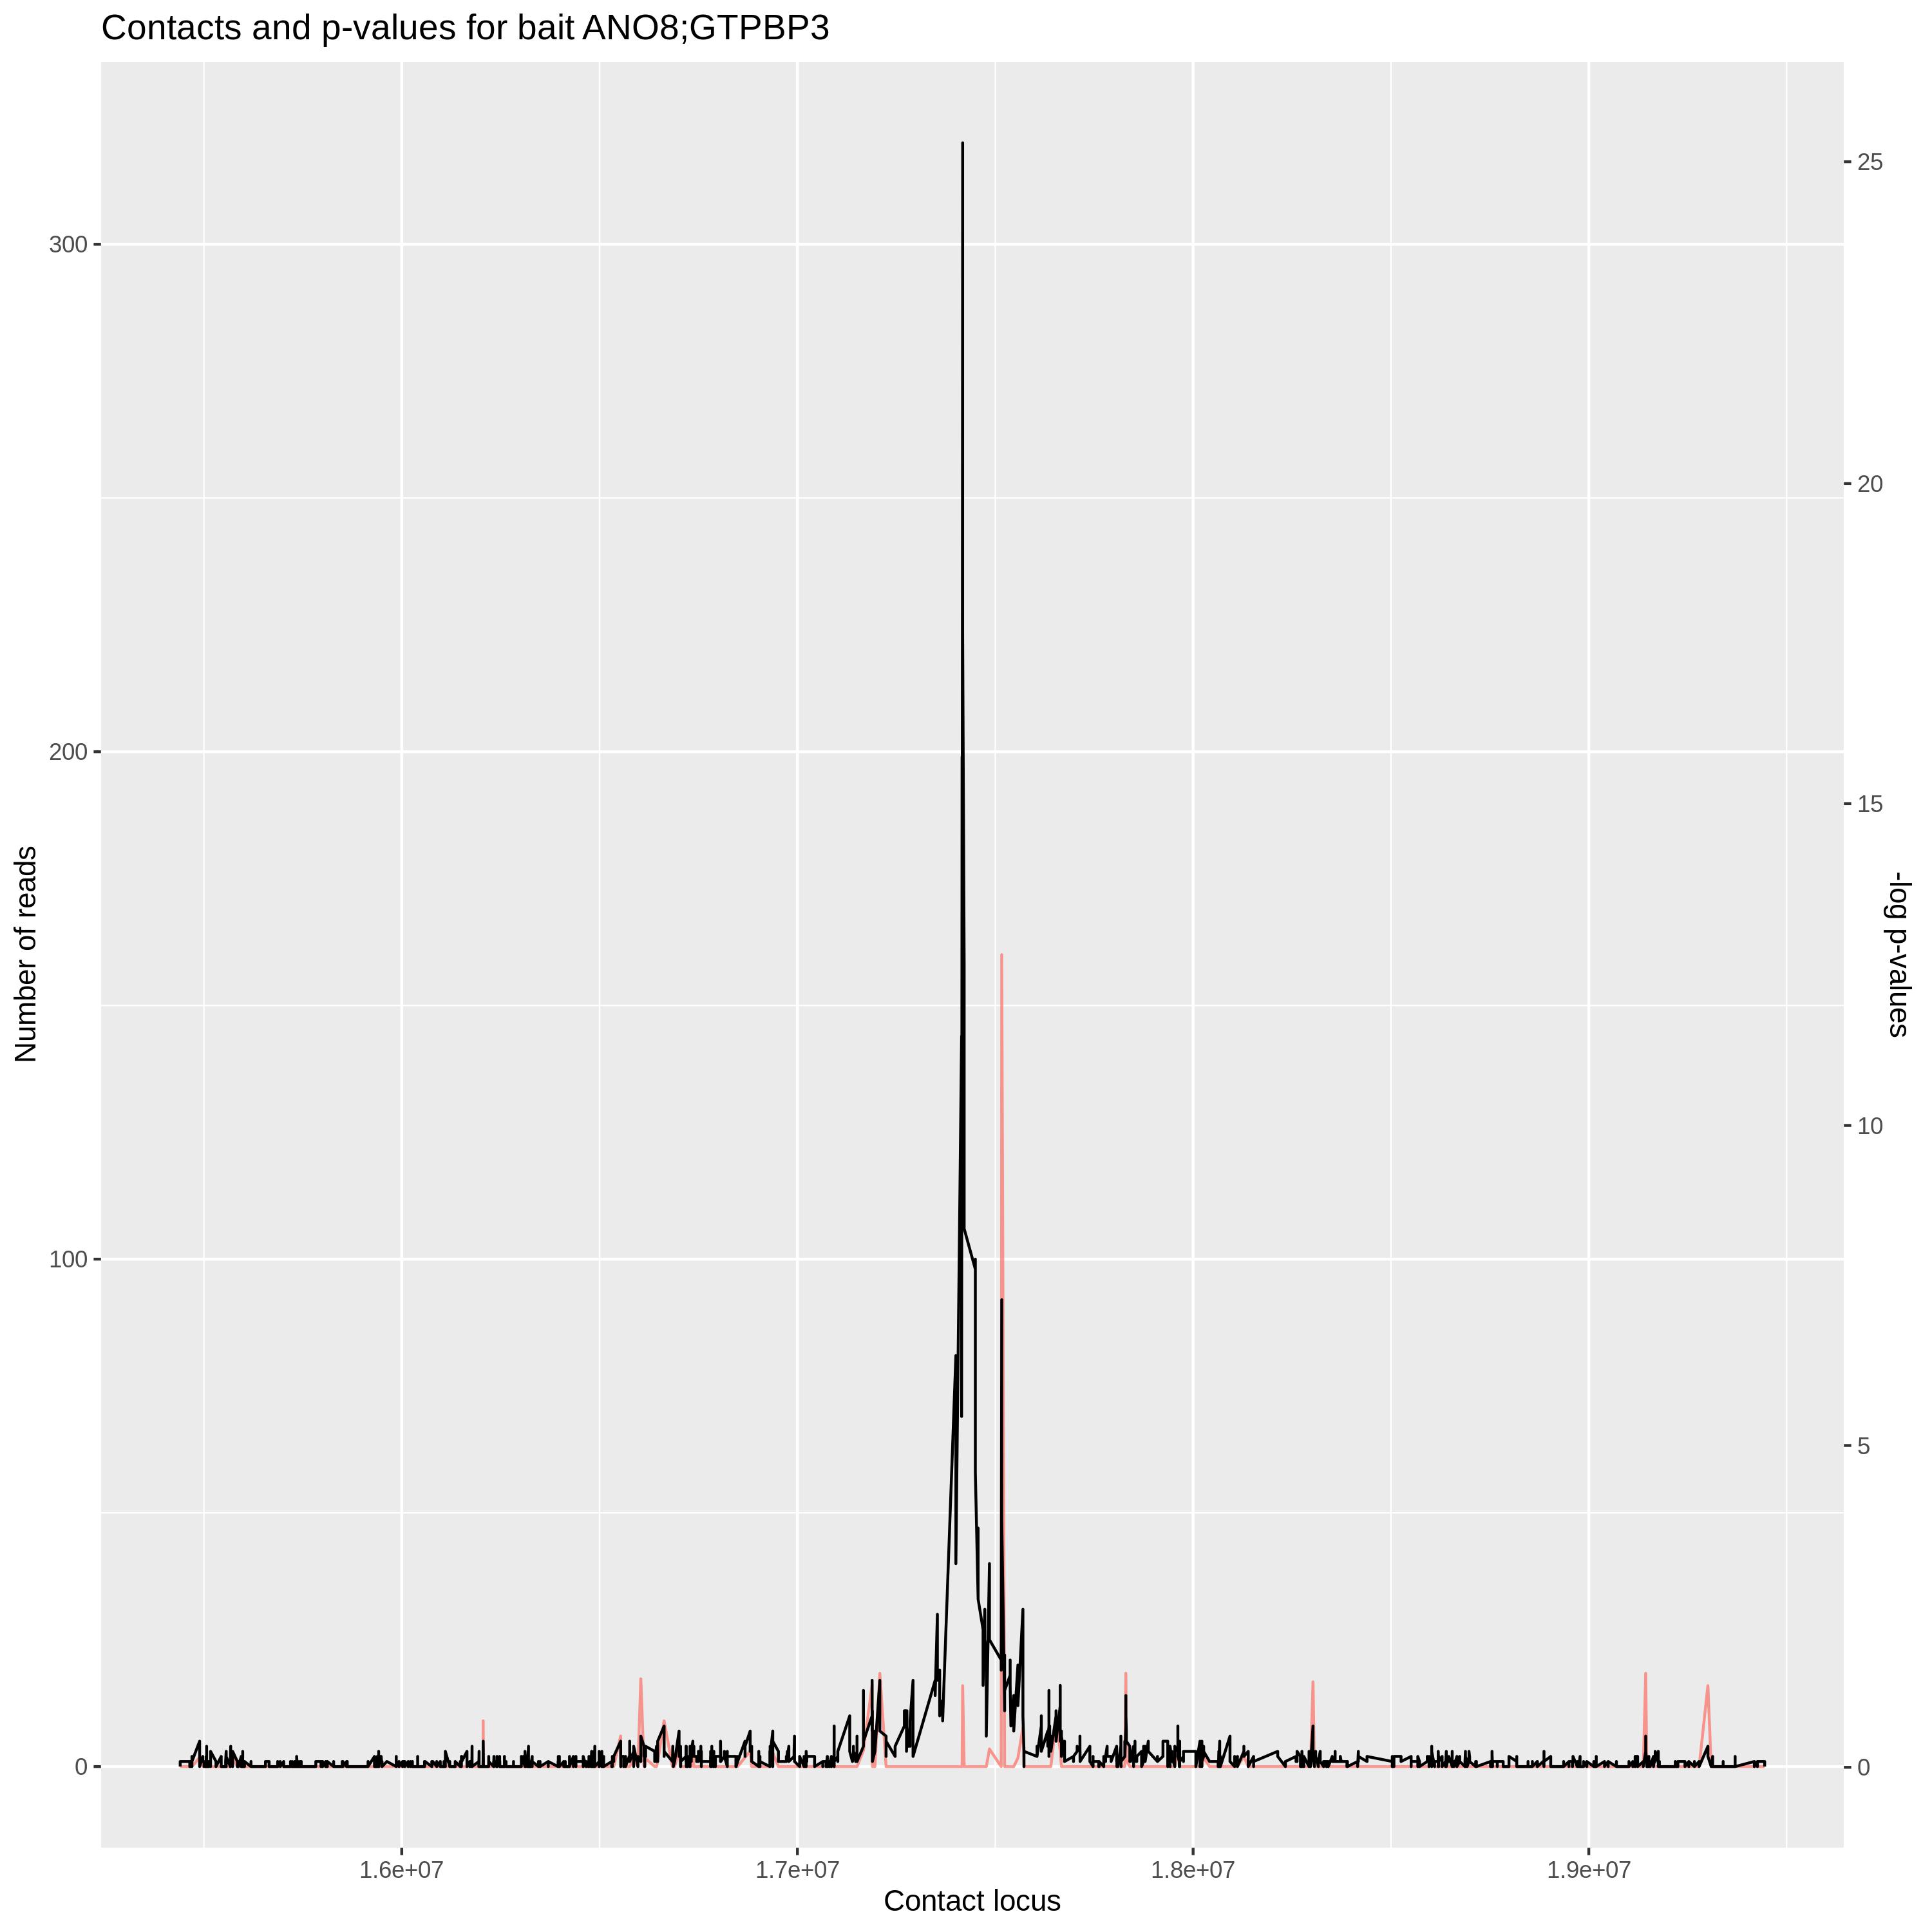 Contacts and p-values for bait ANO8;GTPBP3
300
200
100
0
Number of reads
25
20
15
10
5
0
-log p-values
1.6e+07
1.7e+07
1.8e+07
1.9e+07
Contact locus